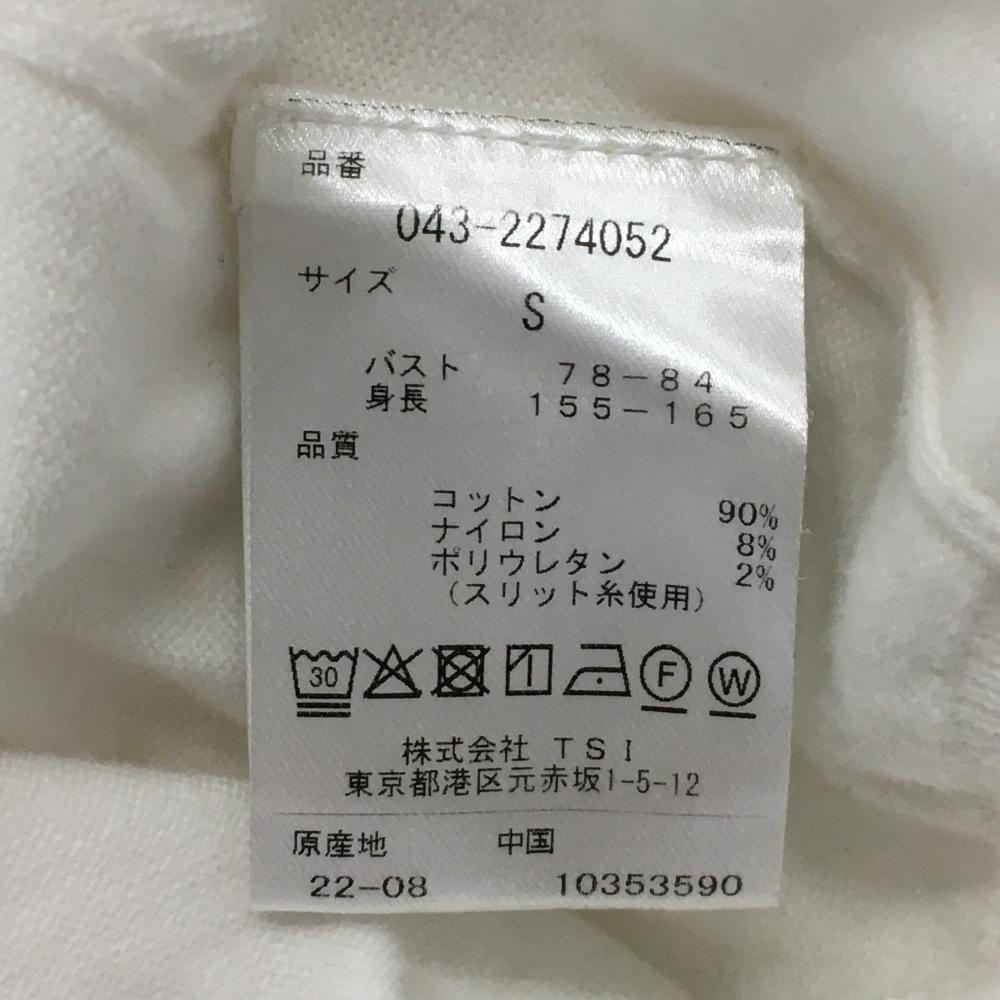 品番
043-2274052
サイズ
S
バスト 78-84
身長 155-165
品質
コットン 90%
ナイロン 8%
ポリウレタン 2%
(スリット糸使用)
30 F W
株式会社 TSI
東京都港区元赤坂1-5-12
原産地 中国
22-08 10353590